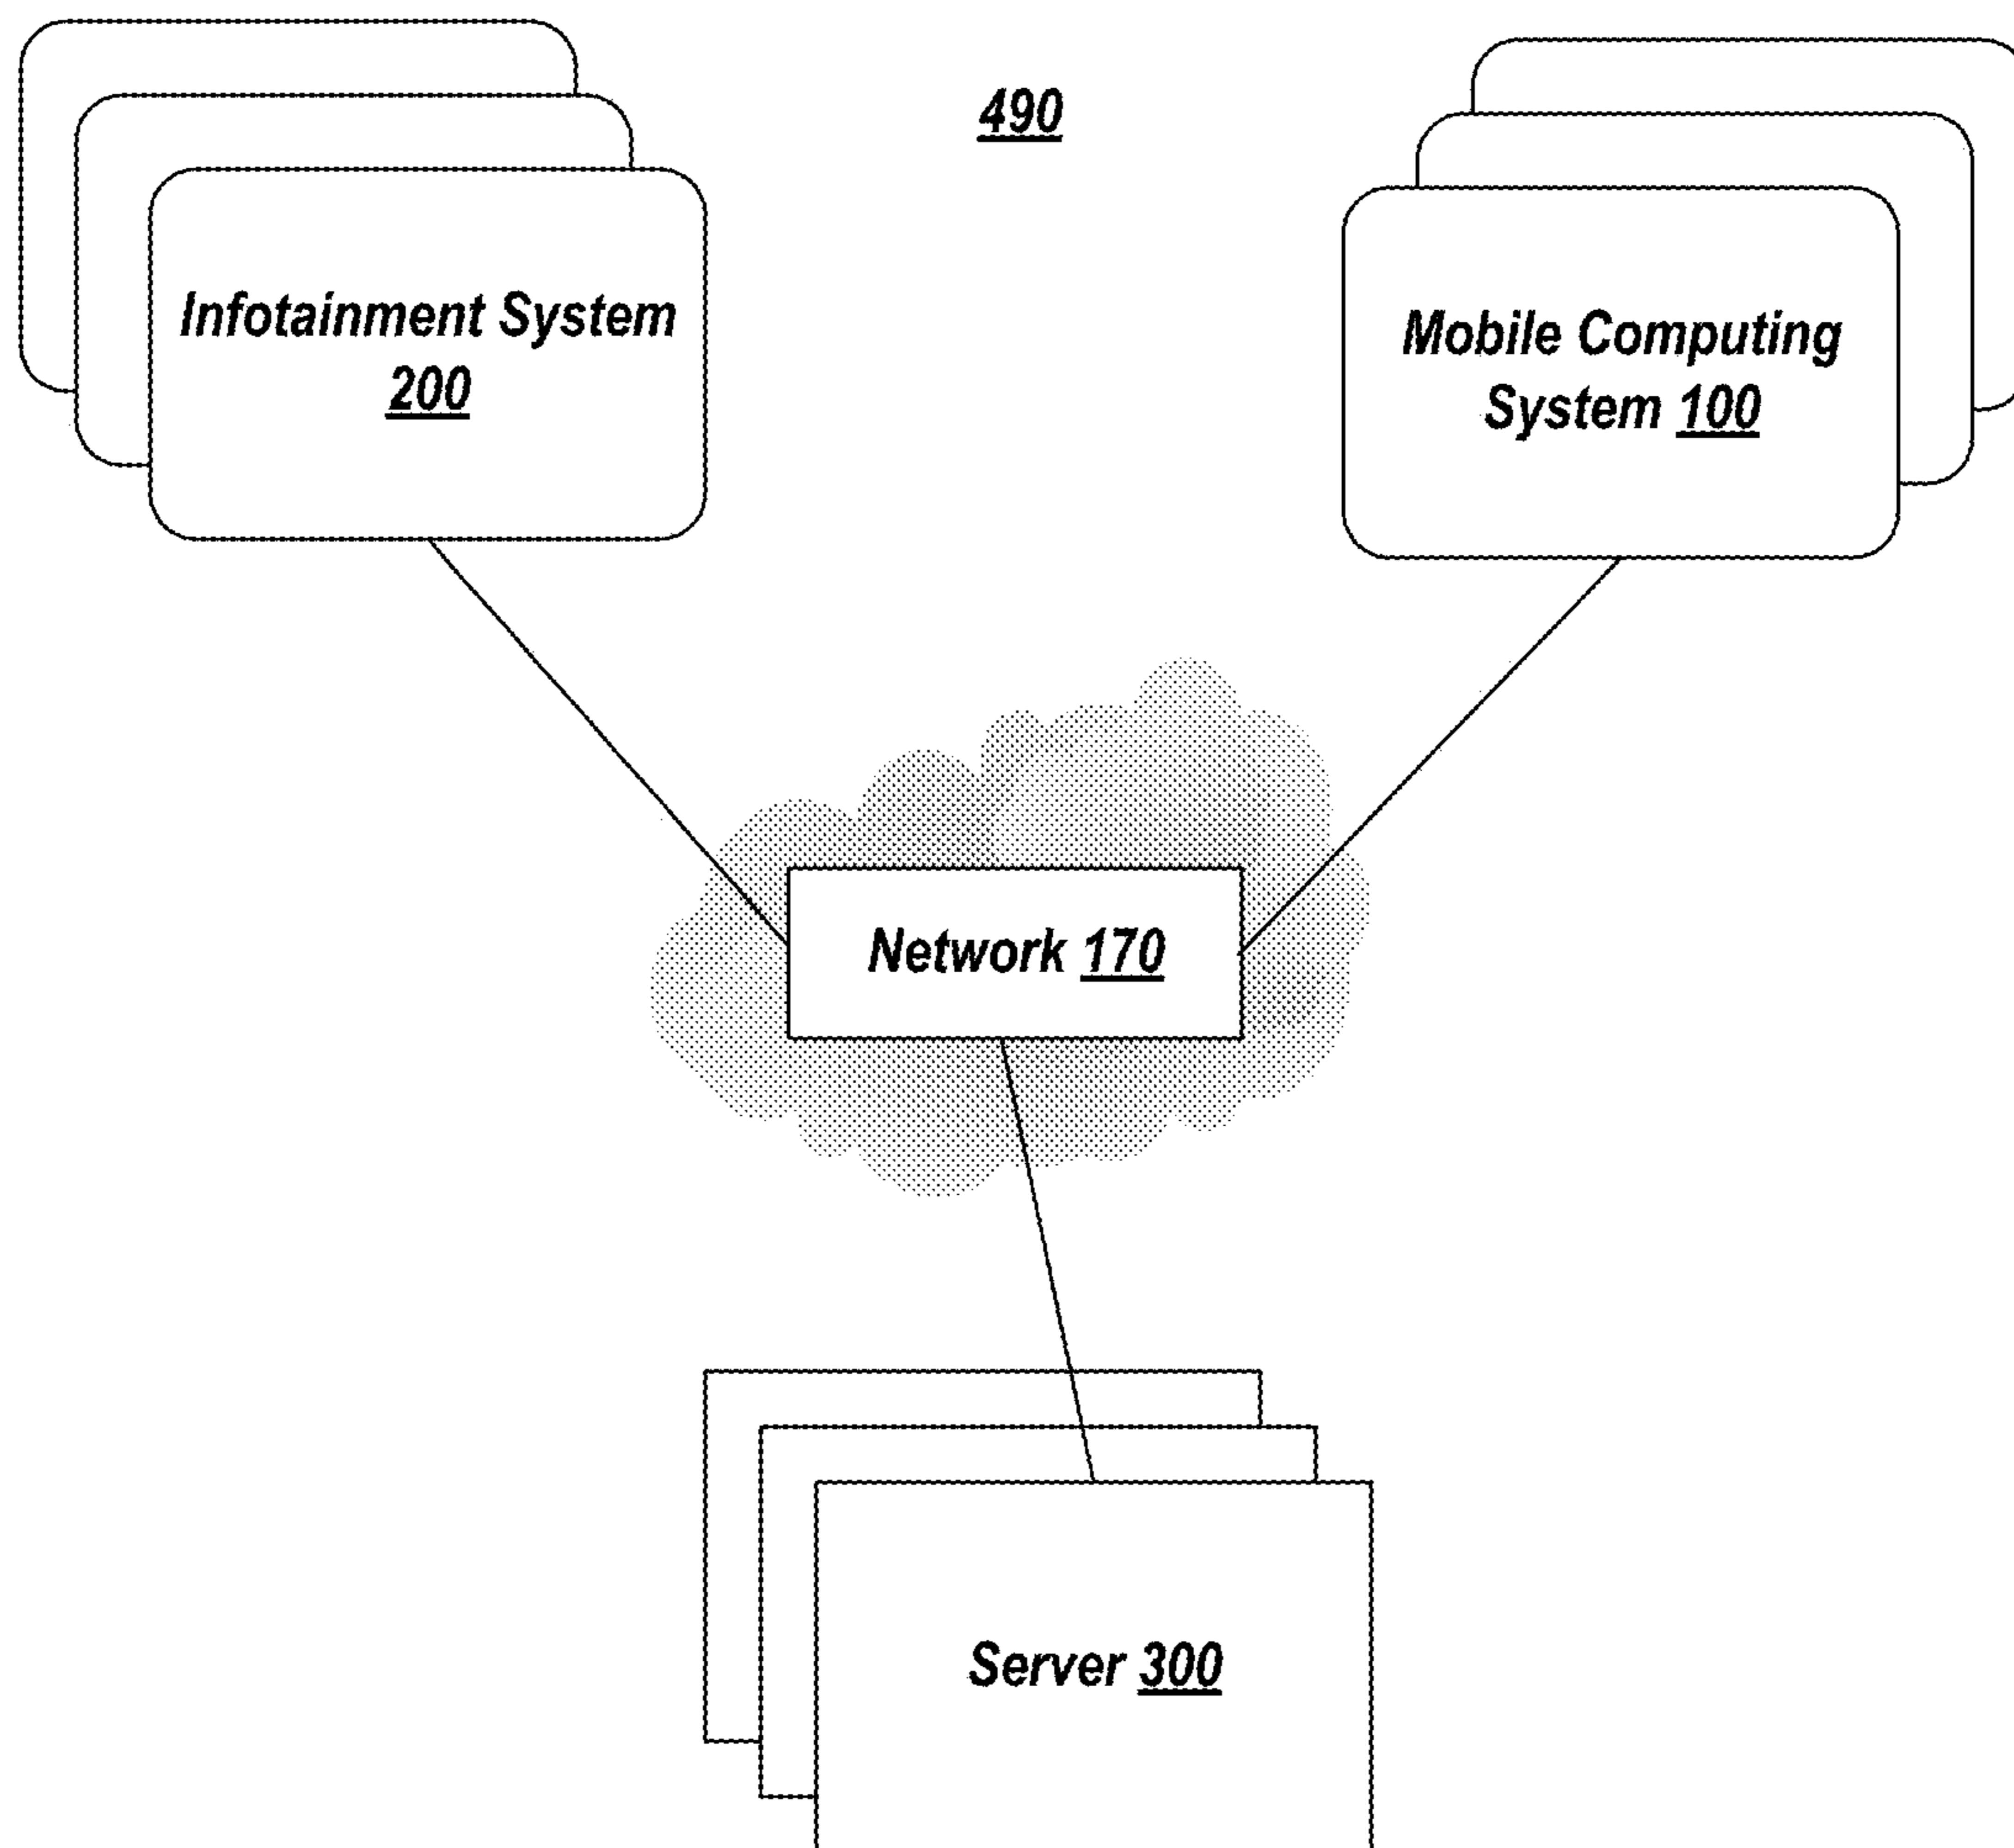 490
Infotainment System
200
Mobile Computing
System 100
Network 170
Server 300